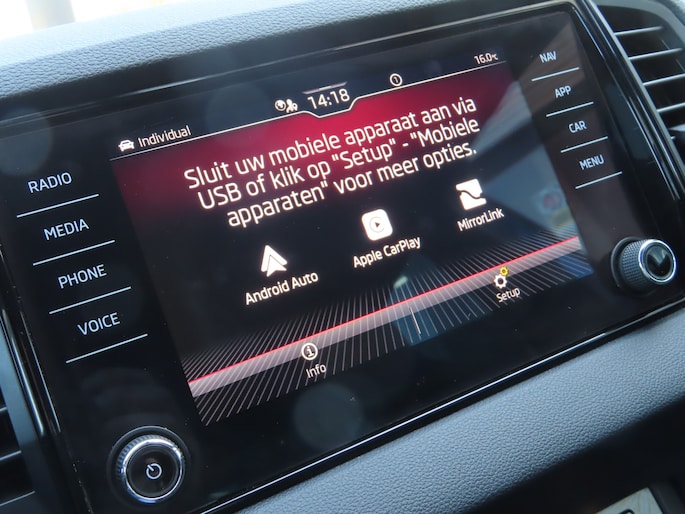 Individual
14:18
16.0°C
Sluit uw mobiele apparaat aan via
USB of klik op "Setup" - "Mobiele
apparaten" voor meer opties.
Android Auto
Apple CarPlay
MirrorLink
Info
Setup
RADIO
MEDIA
PHONE
VOICE
NAV
APP
CAR
MENU